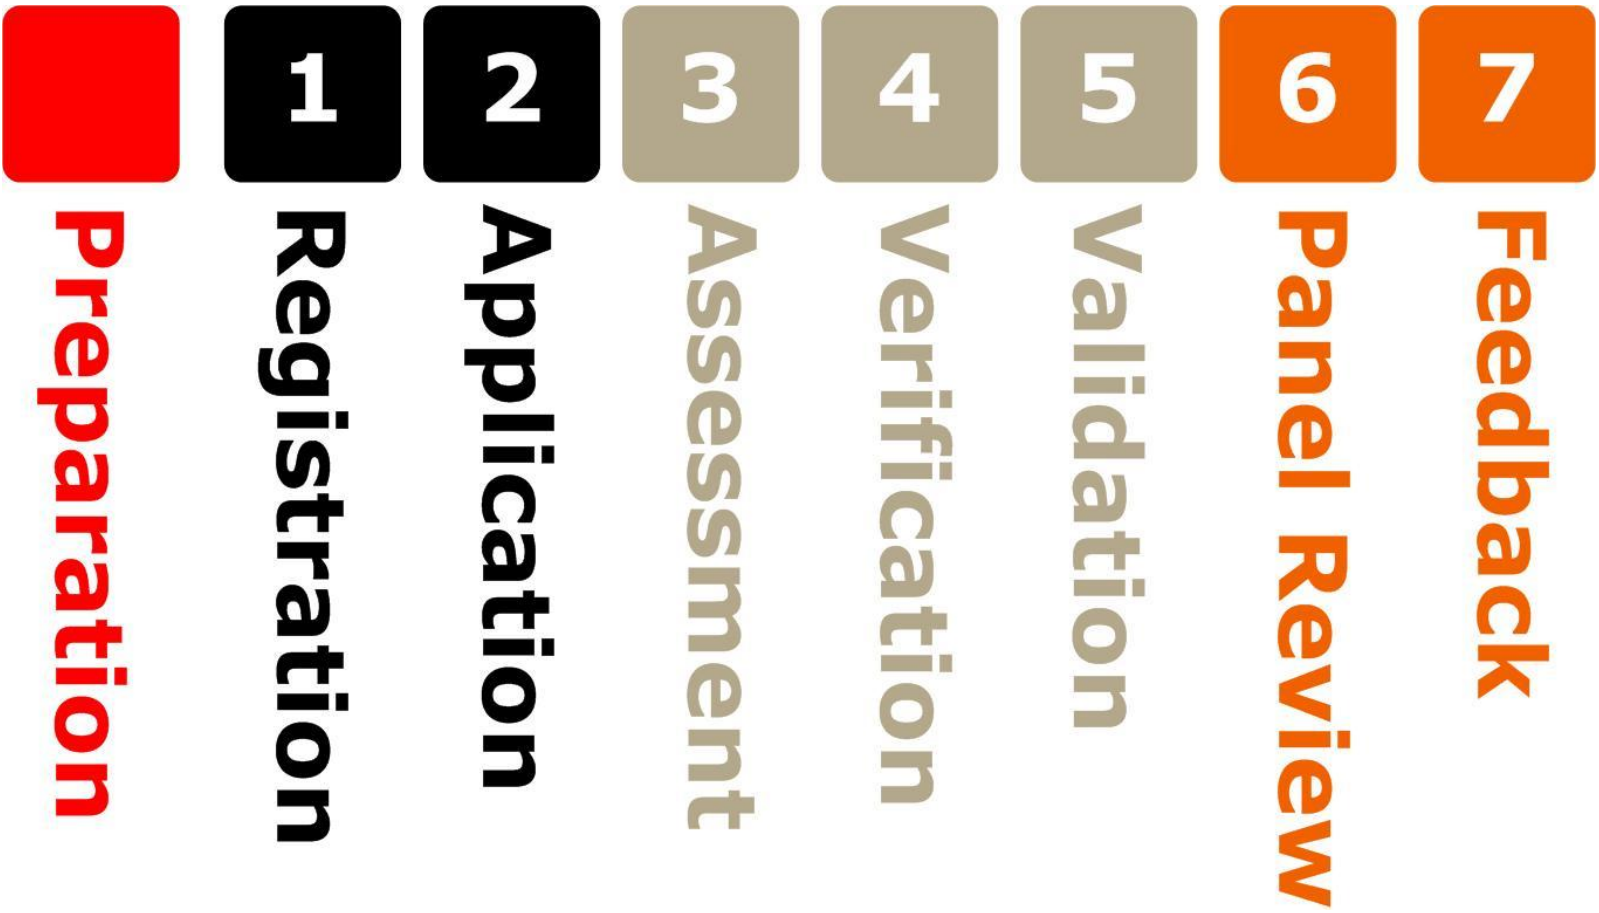 Preparation
1
Registration
2
Application
3
Assessment
4
Verification
5
Validation
6
Panel Review
7
Feedback